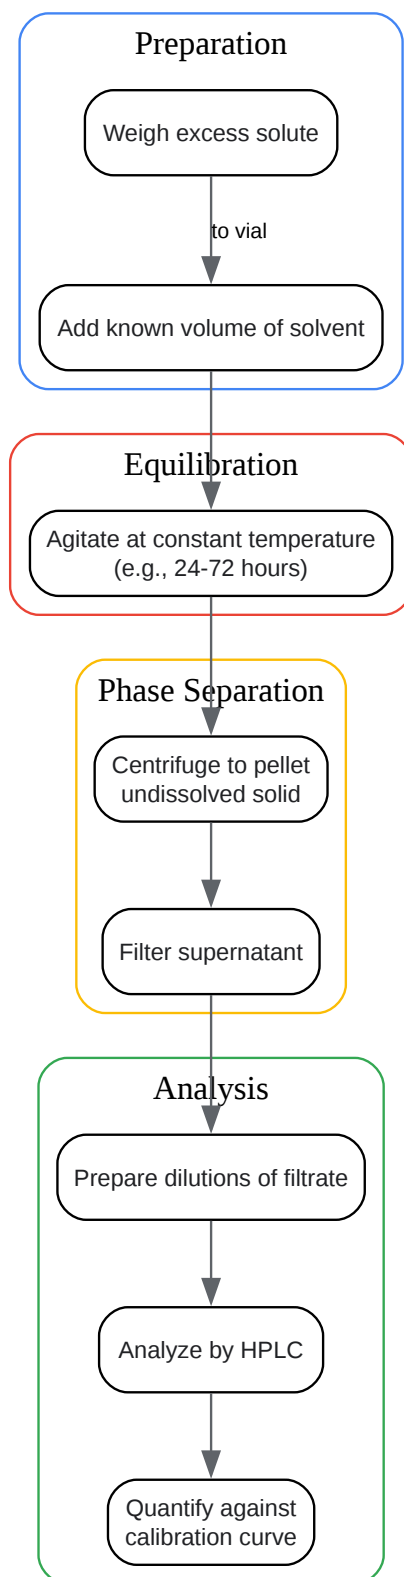 Preparation
Weigh excess solute
to vial
Add known volume of solvent
Equilibration
Agitate at constant temperature
(e.g., 24-72 hours)
Phase Separation
Centrifuge to pellet
undissolved solid
Filter supernatant
Analysis
Prepare dilutions of filtrate
Analyze by HPLC
Quantify against
calibration curve